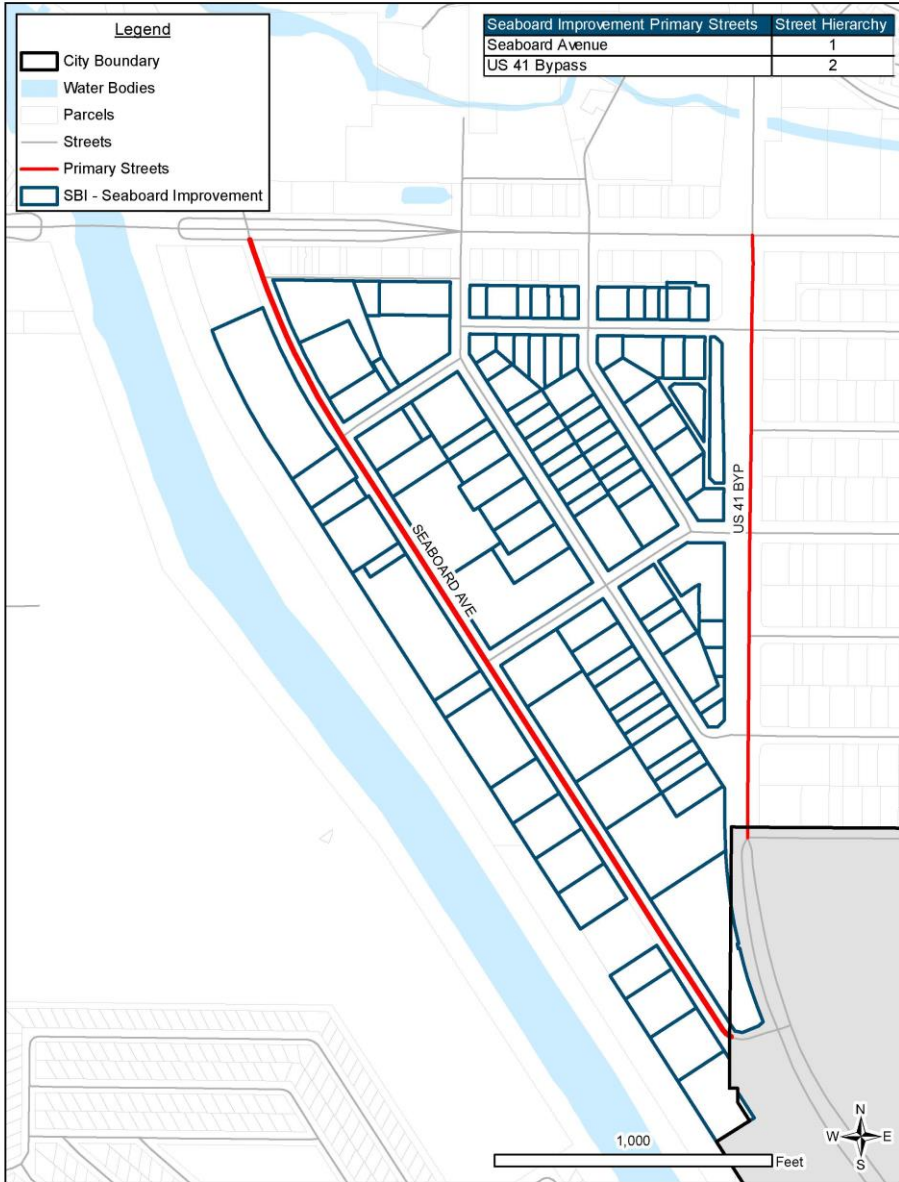 Legend
City Boundary
Water Bodies
Parcels
Streets
Primary Streets
SBI - Seaboard Improvement
Seaboard Improvement Primary Streets Street Hierarchy
Seaboard Avenue 1
US 41 Bypass 2
US 41 BYP
SEABOARD AVE
N
W E
S
1,000
Feet